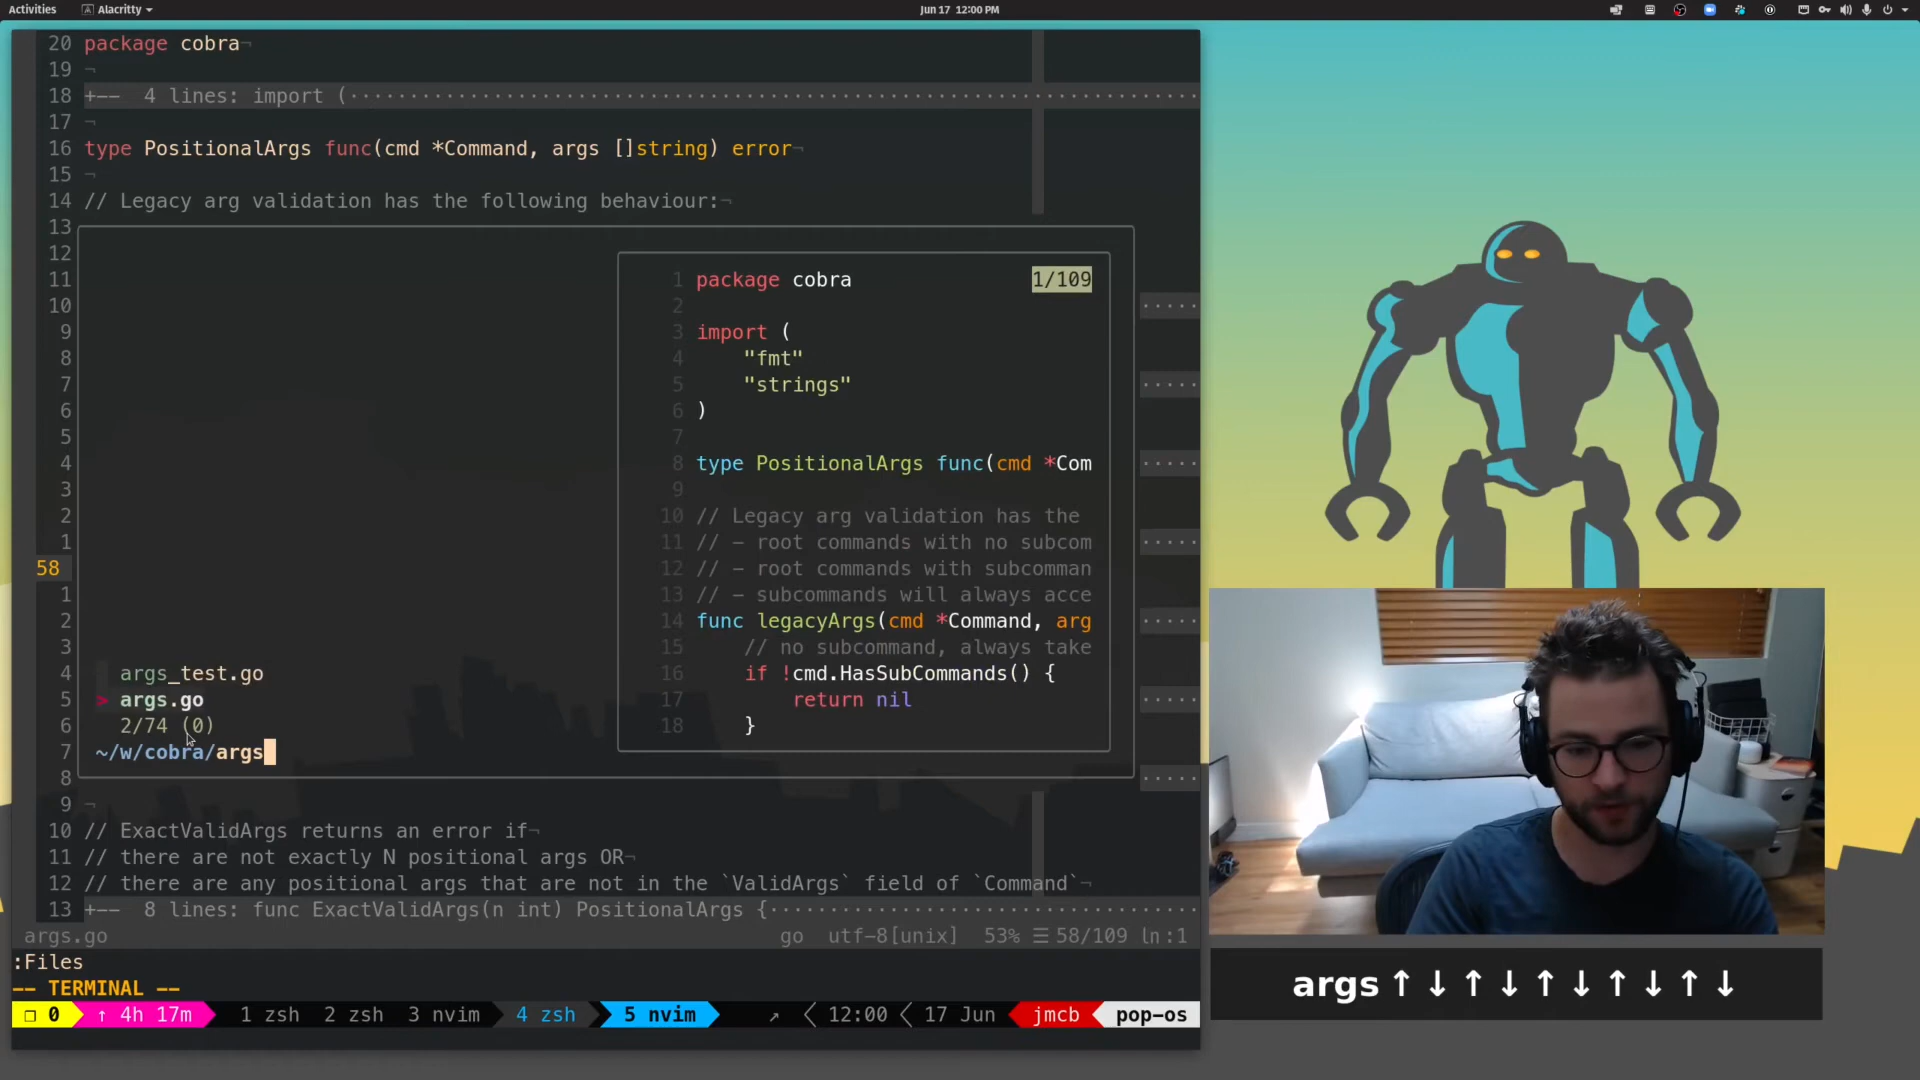 Activities Alacritty Jun 17 12:00 PM
20 package cobra¬
19 ¬
18 +-- 4 lines: import (
17 ¬
16 type PositionalArgs func(cmd *Command, args []string) error¬
15 ¬
14 // Legacy arg validation has the following behaviour:¬
13
12
11
10
9
8
7
6
5
4
3
2
1
58
1
2
3
4
5
6
7
8
1 package cobra 1/109
2
3 import (
4 "fmt"
5 "strings"
6 )
7
8 type PositionalArgs func(cmd *Com
9
10 // Legacy arg validation has the
11 // - root commands with no subcom
12 // - root commands with subcomman
13 // - subcommands will always acce
14 func legacyArgs(cmd *Command, arg
15 // no subcommand, always take
16 if !cmd.HasSubCommands() {
17 return nil
18 }
args_test.go
> args.go
2/74 (0)
~/w/cobra/args
9 ¬
10 // ExactValidArgs returns an error if¬
11 // there are not exactly N positional args OR¬
12 // there are any positional args that are not in the `ValidArgs` field of `Command`¬
13 +-- 8 lines: func ExactValidArgs(n int) PositionalArgs {
args.go go utf-8[unix] 53% ☰ 58/109 ln:1
:Files
-- TERMINAL --
❐ 0 ↑ 4h 17m 1 zsh 2 zsh 3 nvim 4 zsh 5 nvim ↗ 12:00 17 Jun jmcb pop-os
args↑↓↑↓↑↓↑↓↑↓